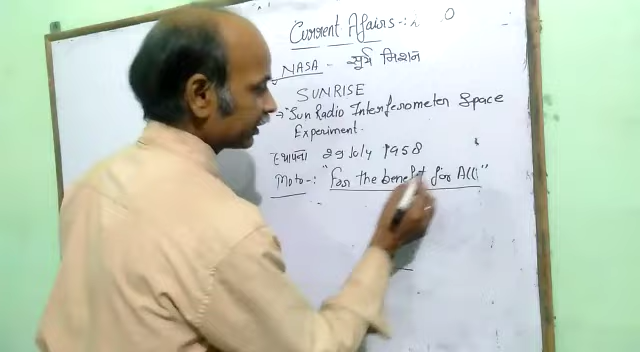 Current Affairs-:
NASA - सूर्य मिशन
SUNRISE
→"Sun Radio Interferometer Space
Experiment.
स्थापना 29 July 1958
Moto-: "For the benefit for All"